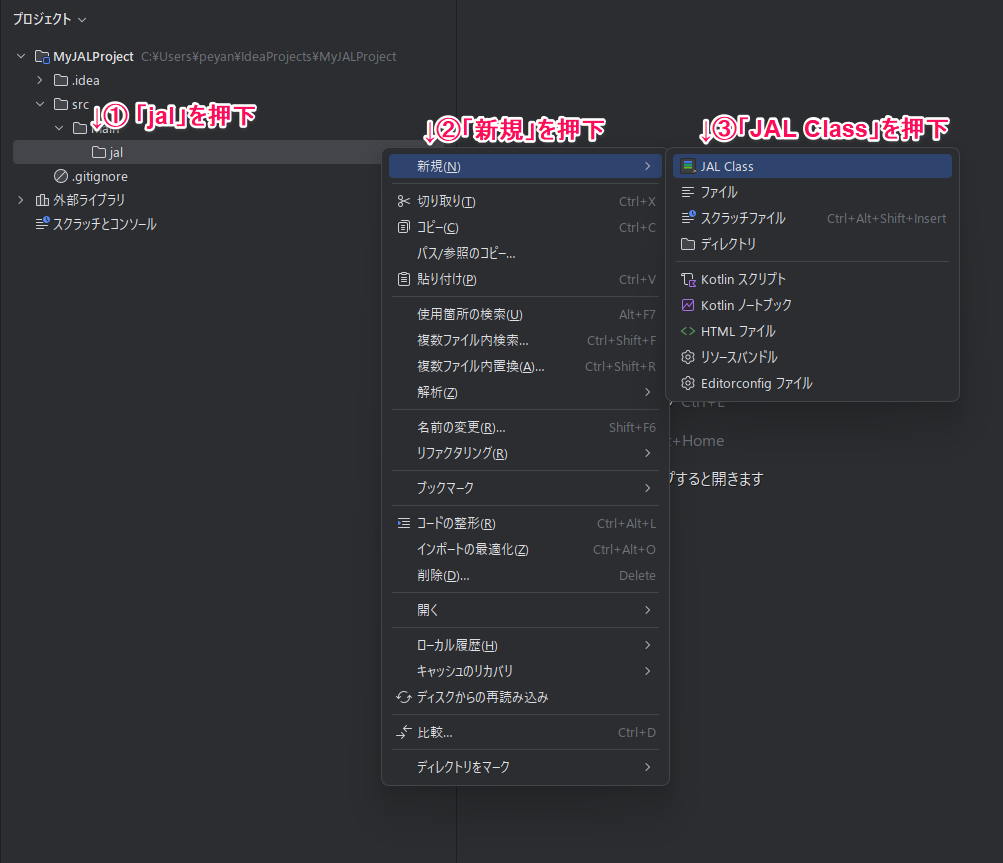 プロジェクト
MyJALProject C:¥Users¥peyan¥IdeaProjects¥MyJALProject
.idea
src
↓①「jal」を押下
main
jal
.gitignore
外部ライブラリ
スクラッチとコンソール
↓②「新規」を押下
新規(N)
切り取り(T) Ctrl+X
コピー(C) Ctrl+C
パス/参照のコピー...
貼り付け(P) Ctrl+V
使用箇所の検索(U) Alt+F7
複数ファイル内検索... Ctrl+Shift+F
複数ファイル内置換(A)... Ctrl+Shift+R
解析(Z)
名前の変更(R)... Shift+F6
リファクタリング(R)
ブックマーク
コードの整形(R) Ctrl+Alt+L
インポートの最適化(Z) Ctrl+Alt+O
削除(D)... Delete
開く
ローカル履歴(H)
キャッシュのリカバリ
ディスクからの再読み込み
比較... Ctrl+D
ディレクトリをマーク
↓③「JAL Class」を押下
JAL Class
ファイル
スクラッチファイル Ctrl+Alt+Shift+Insert
ディレクトリ
Kotlin スクリプト
Kotlin ノートブック
HTML ファイル
リソースバンドル
Editorconfig ファイル
+Home
プすると開きます